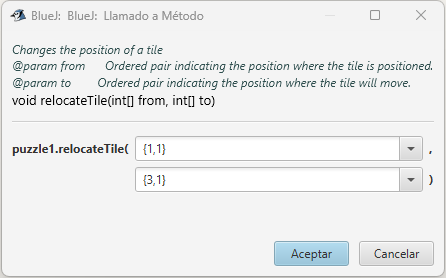 BlueJ: BlueJ: Llamado a Método
Changes the position of a tile
@param from Ordered pair indicating the position where the tile is positioned.
@param to Ordered pair indicating the position where the tile will move.
void relocateTile(int[] from, int[] to)
puzzle1.relocateTile( {1,1} ,
{3,1} )
Aceptar Cancelar